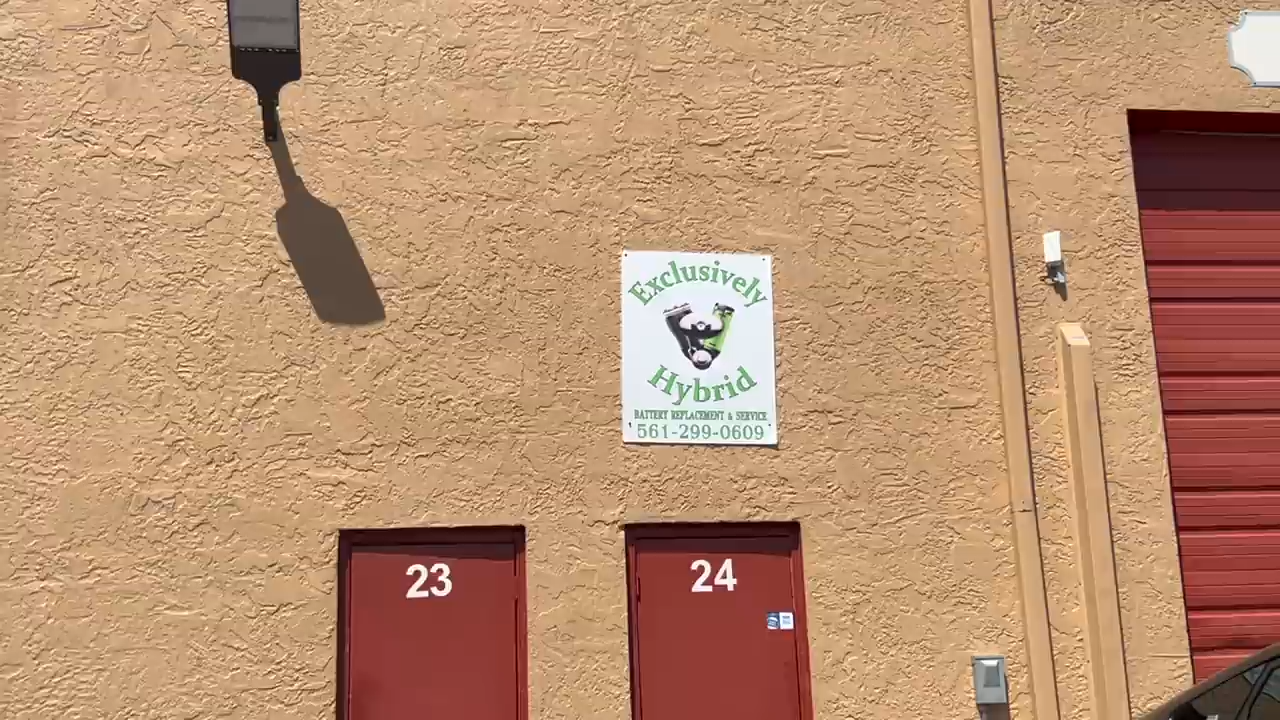 Exclusively
Hybrid
BATTERY REPLACEMENT & SERVICE
561-299-0609
23
24